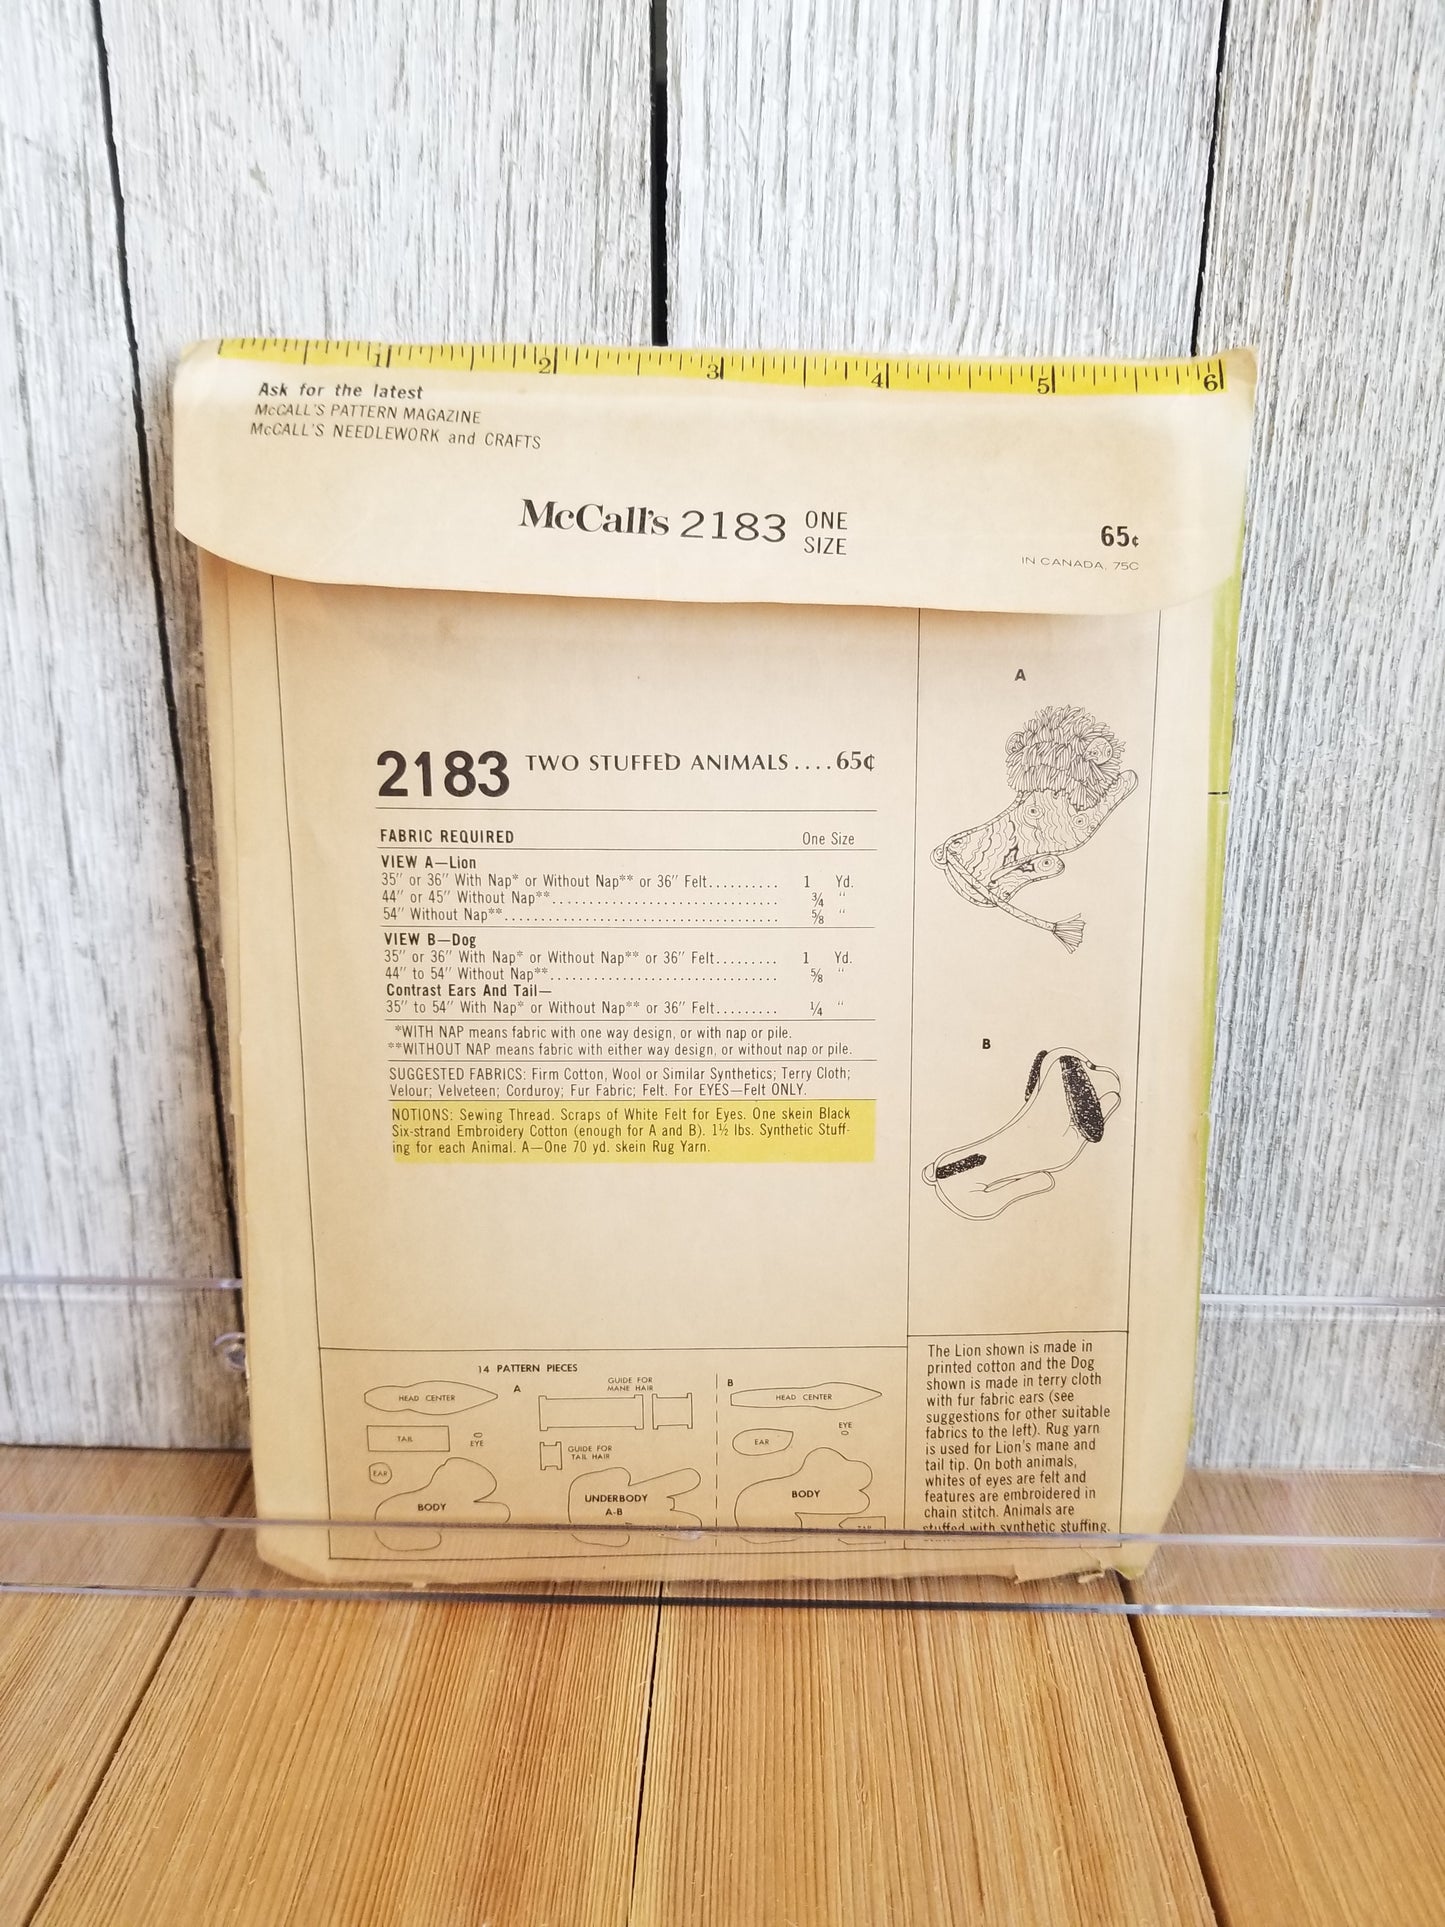 1 2 3 4 5 6
Ask for the latest
McCALL'S PATTERN MAGAZINE
McCALL'S NEEDLEWORK and CRAFTS
McCall's 2183 ONE SIZE
65¢
IN CANADA, 75C
2183 TWO STUFFED ANIMALS....65¢
FABRIC REQUIRED One Size
VIEW A—Lion
35" or 36" With Nap* or Without Nap** or 36" Felt.......... 1 Yd.
44" or 45" Without Nap**............................... ¾ "
54" Without Nap**..................................... ⅝ "
VIEW B—Dog
35" or 36" With Nap* or Without Nap** or 36" Felt......... 1 Yd.
44" to 54" Without Nap**............................... ⅝ "
Contrast Ears And Tail—
35" to 54" With Nap* or Without Nap** or 36" Felt......... ¼ "
*WITH NAP means fabric with one way design, or with nap or pile.
**WITHOUT NAP means fabric with either way design, or without nap or pile.
SUGGESTED FABRICS: Firm Cotton, Wool or Similar Synthetics; Terry Cloth;
Velour; Velveteen; Corduroy; Fur Fabric; Felt. For EYES—Felt ONLY.
NOTIONS: Sewing Thread. Scraps of White Felt for Eyes. One skein Black
Six-strand Embroidery Cotton (enough for A and B). 1½ lbs. Synthetic Stuff-
ing for each Animal. A—One 70 yd. skein Rug Yarn.
A
B
14 PATTERN PIECES
A
HEAD CENTER
TAIL
EYE
EAR
BODY
GUIDE FOR
MANE HAIR
GUIDE FOR
TAIL HAIR
UNDERBODY
A-B
B
HEAD CENTER
EYE
EAR
BODY
TAIL
The Lion shown is made in
printed cotton and the Dog
shown is made in terry cloth
with fur fabric ears (see
suggestions for other suitable
fabrics to the left). Rug yarn
is used for Lion's mane and
tail tip. On both animals,
whites of eyes are felt and
features are embroidered in
chain stitch. Animals are
stuffed with synthetic stuffing.